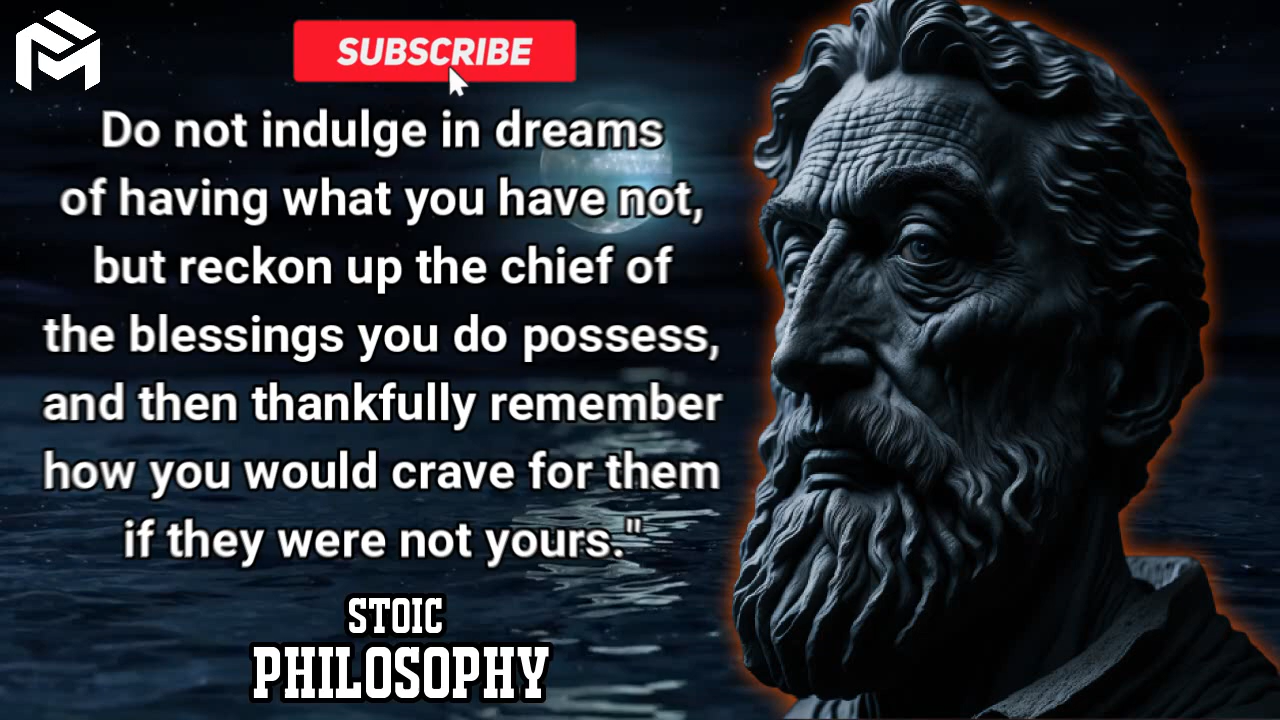 SUBSCRIBE
Do not indulge in dreams
of having what you have not,
but reckon up the chief of
the blessings you do possess,
and then thankfully remember
how you would crave for them
if they were not yours."
STOIC
PHILOSOPHY